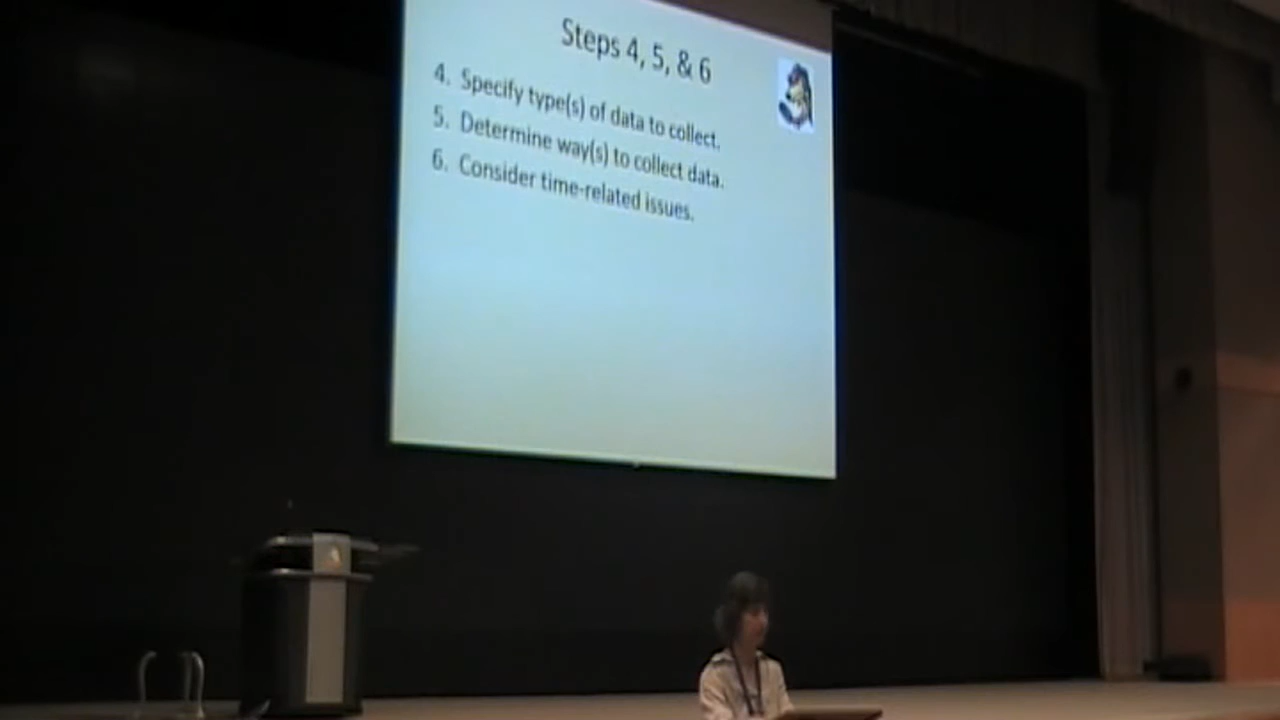 Steps 4, 5, & 6
4. Specify type(s) of data to collect.
5. Determine way(s) to collect data.
6. Consider time-related issues.